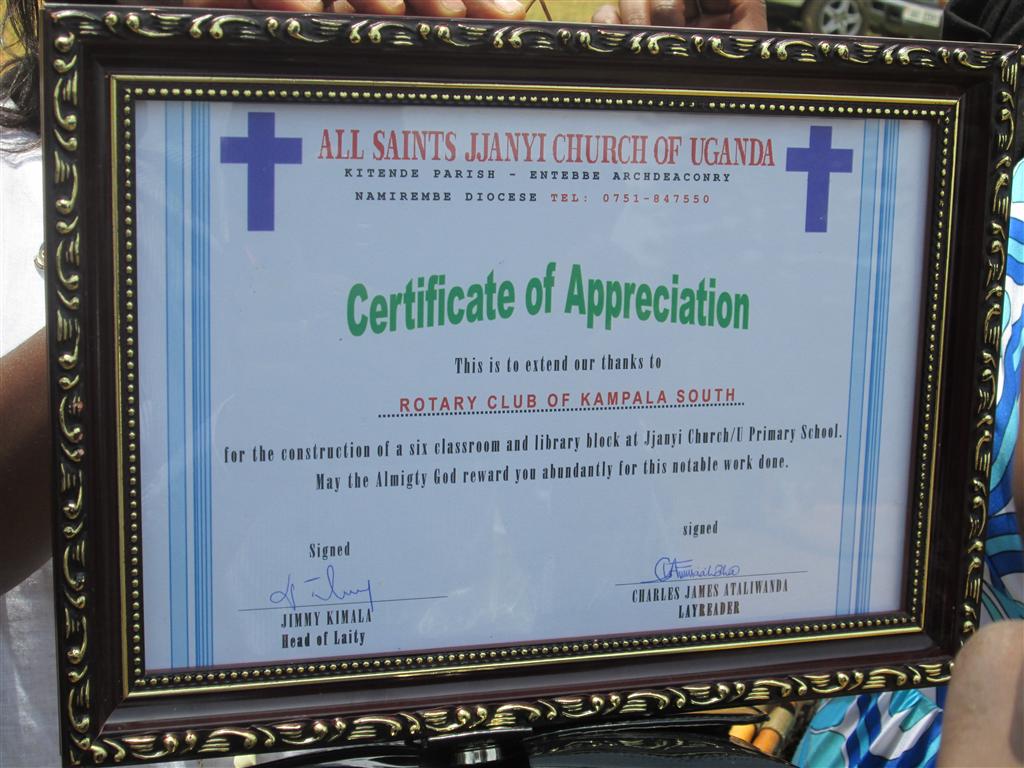 ALL SAINTS JJANYI CHURCH OF UGANDA
KITENDE PARISH - ENTEBBE ARCHDEACONRY
NAMIREMBE DIOCESE TEL: 0751-847550
Certificate of Appreciation
This is to extend our thanks to
ROTARY CLUB OF KAMPALA SOUTH
for the construction of a six classroom and library block at Jjanyi Church/U Primary School.
May the Almigty God reward you abundantly for this notable work done.
Signed
JIMMY KIMALA
Head of Laity
signed
CHARLES JAMES ATALIWANDA
LAYREADER